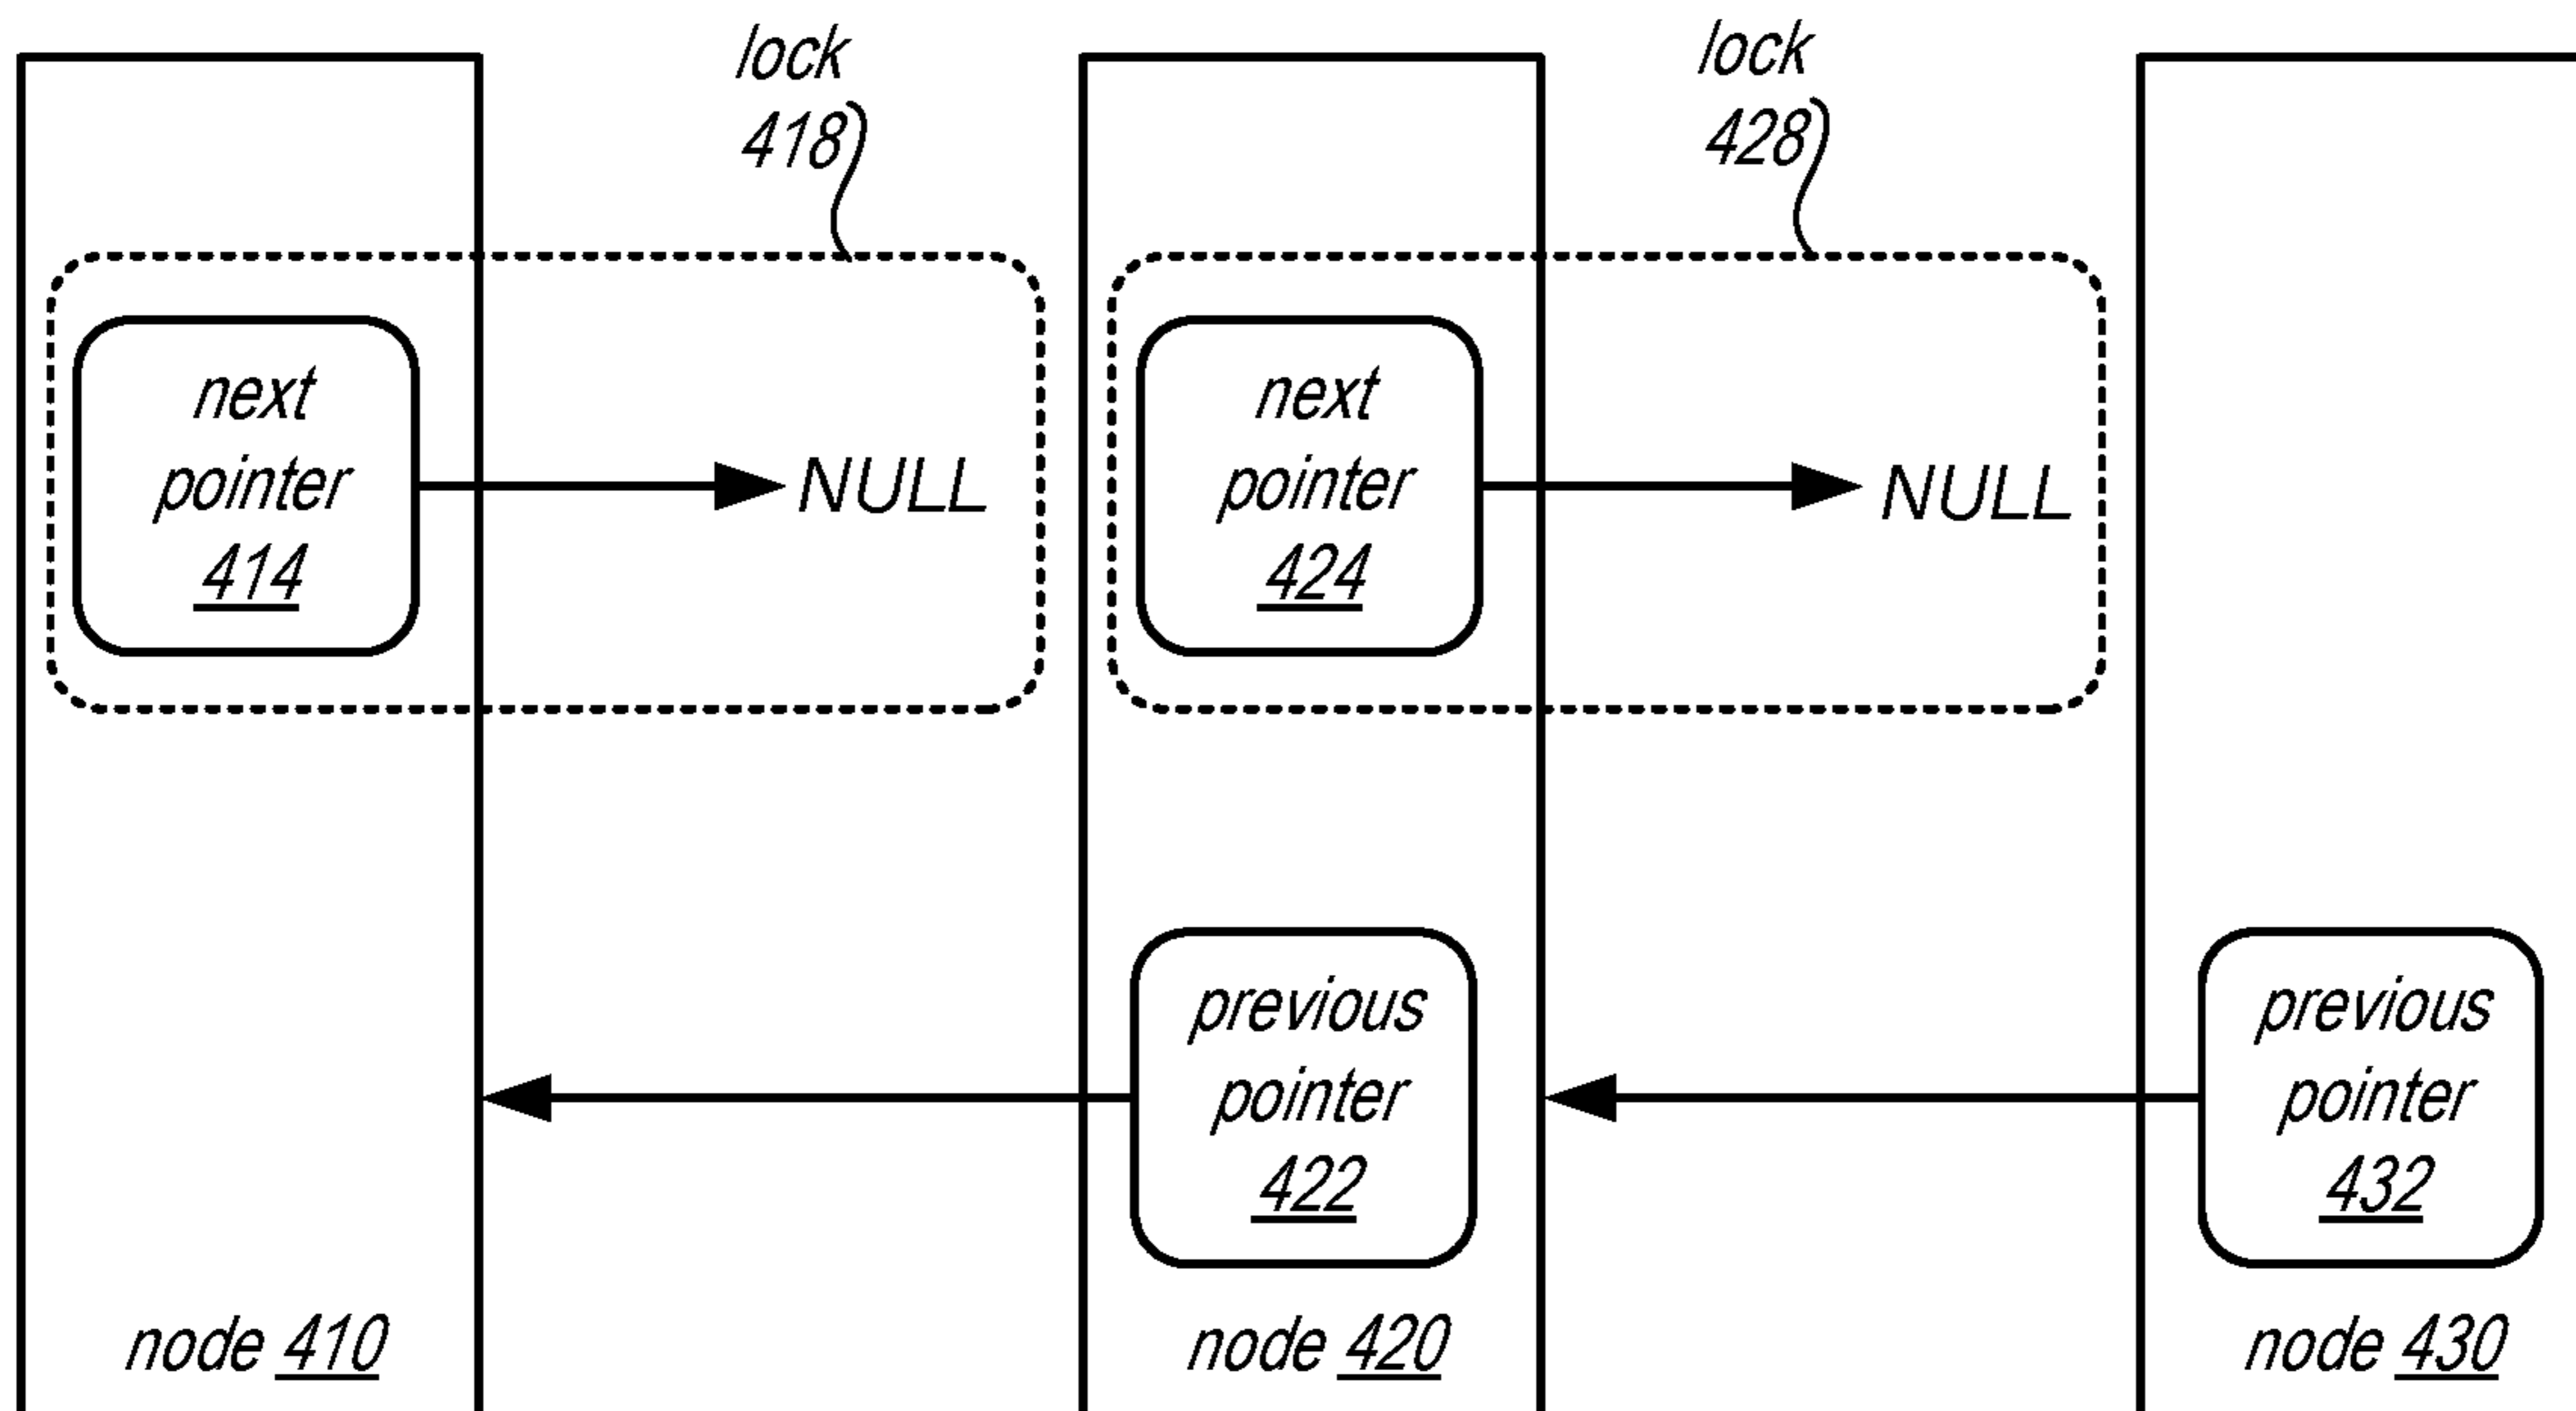 lock
418
lock
428
next
pointer
414
NULL
next
pointer
424
NULL
previous
pointer
422
previous
pointer
432
node 410
node 420
node 430